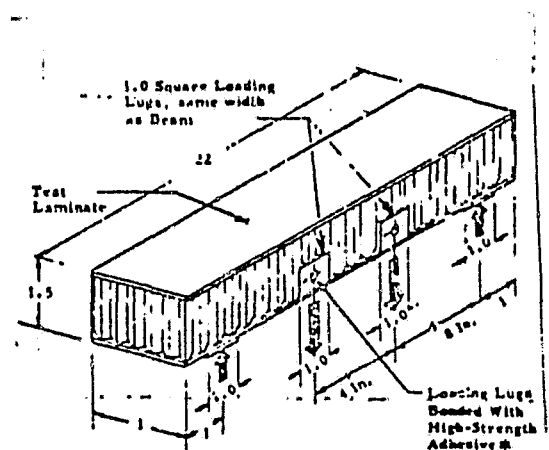 1.0 Square Loading
Lugs, same width
as Beam
22
Test
Laminate
1.5
1.0
1.0
1.0
1.0
8 in.
1
4 in.
1
1
Loading Lugs
Bonded With
High-Strength
Adhesive